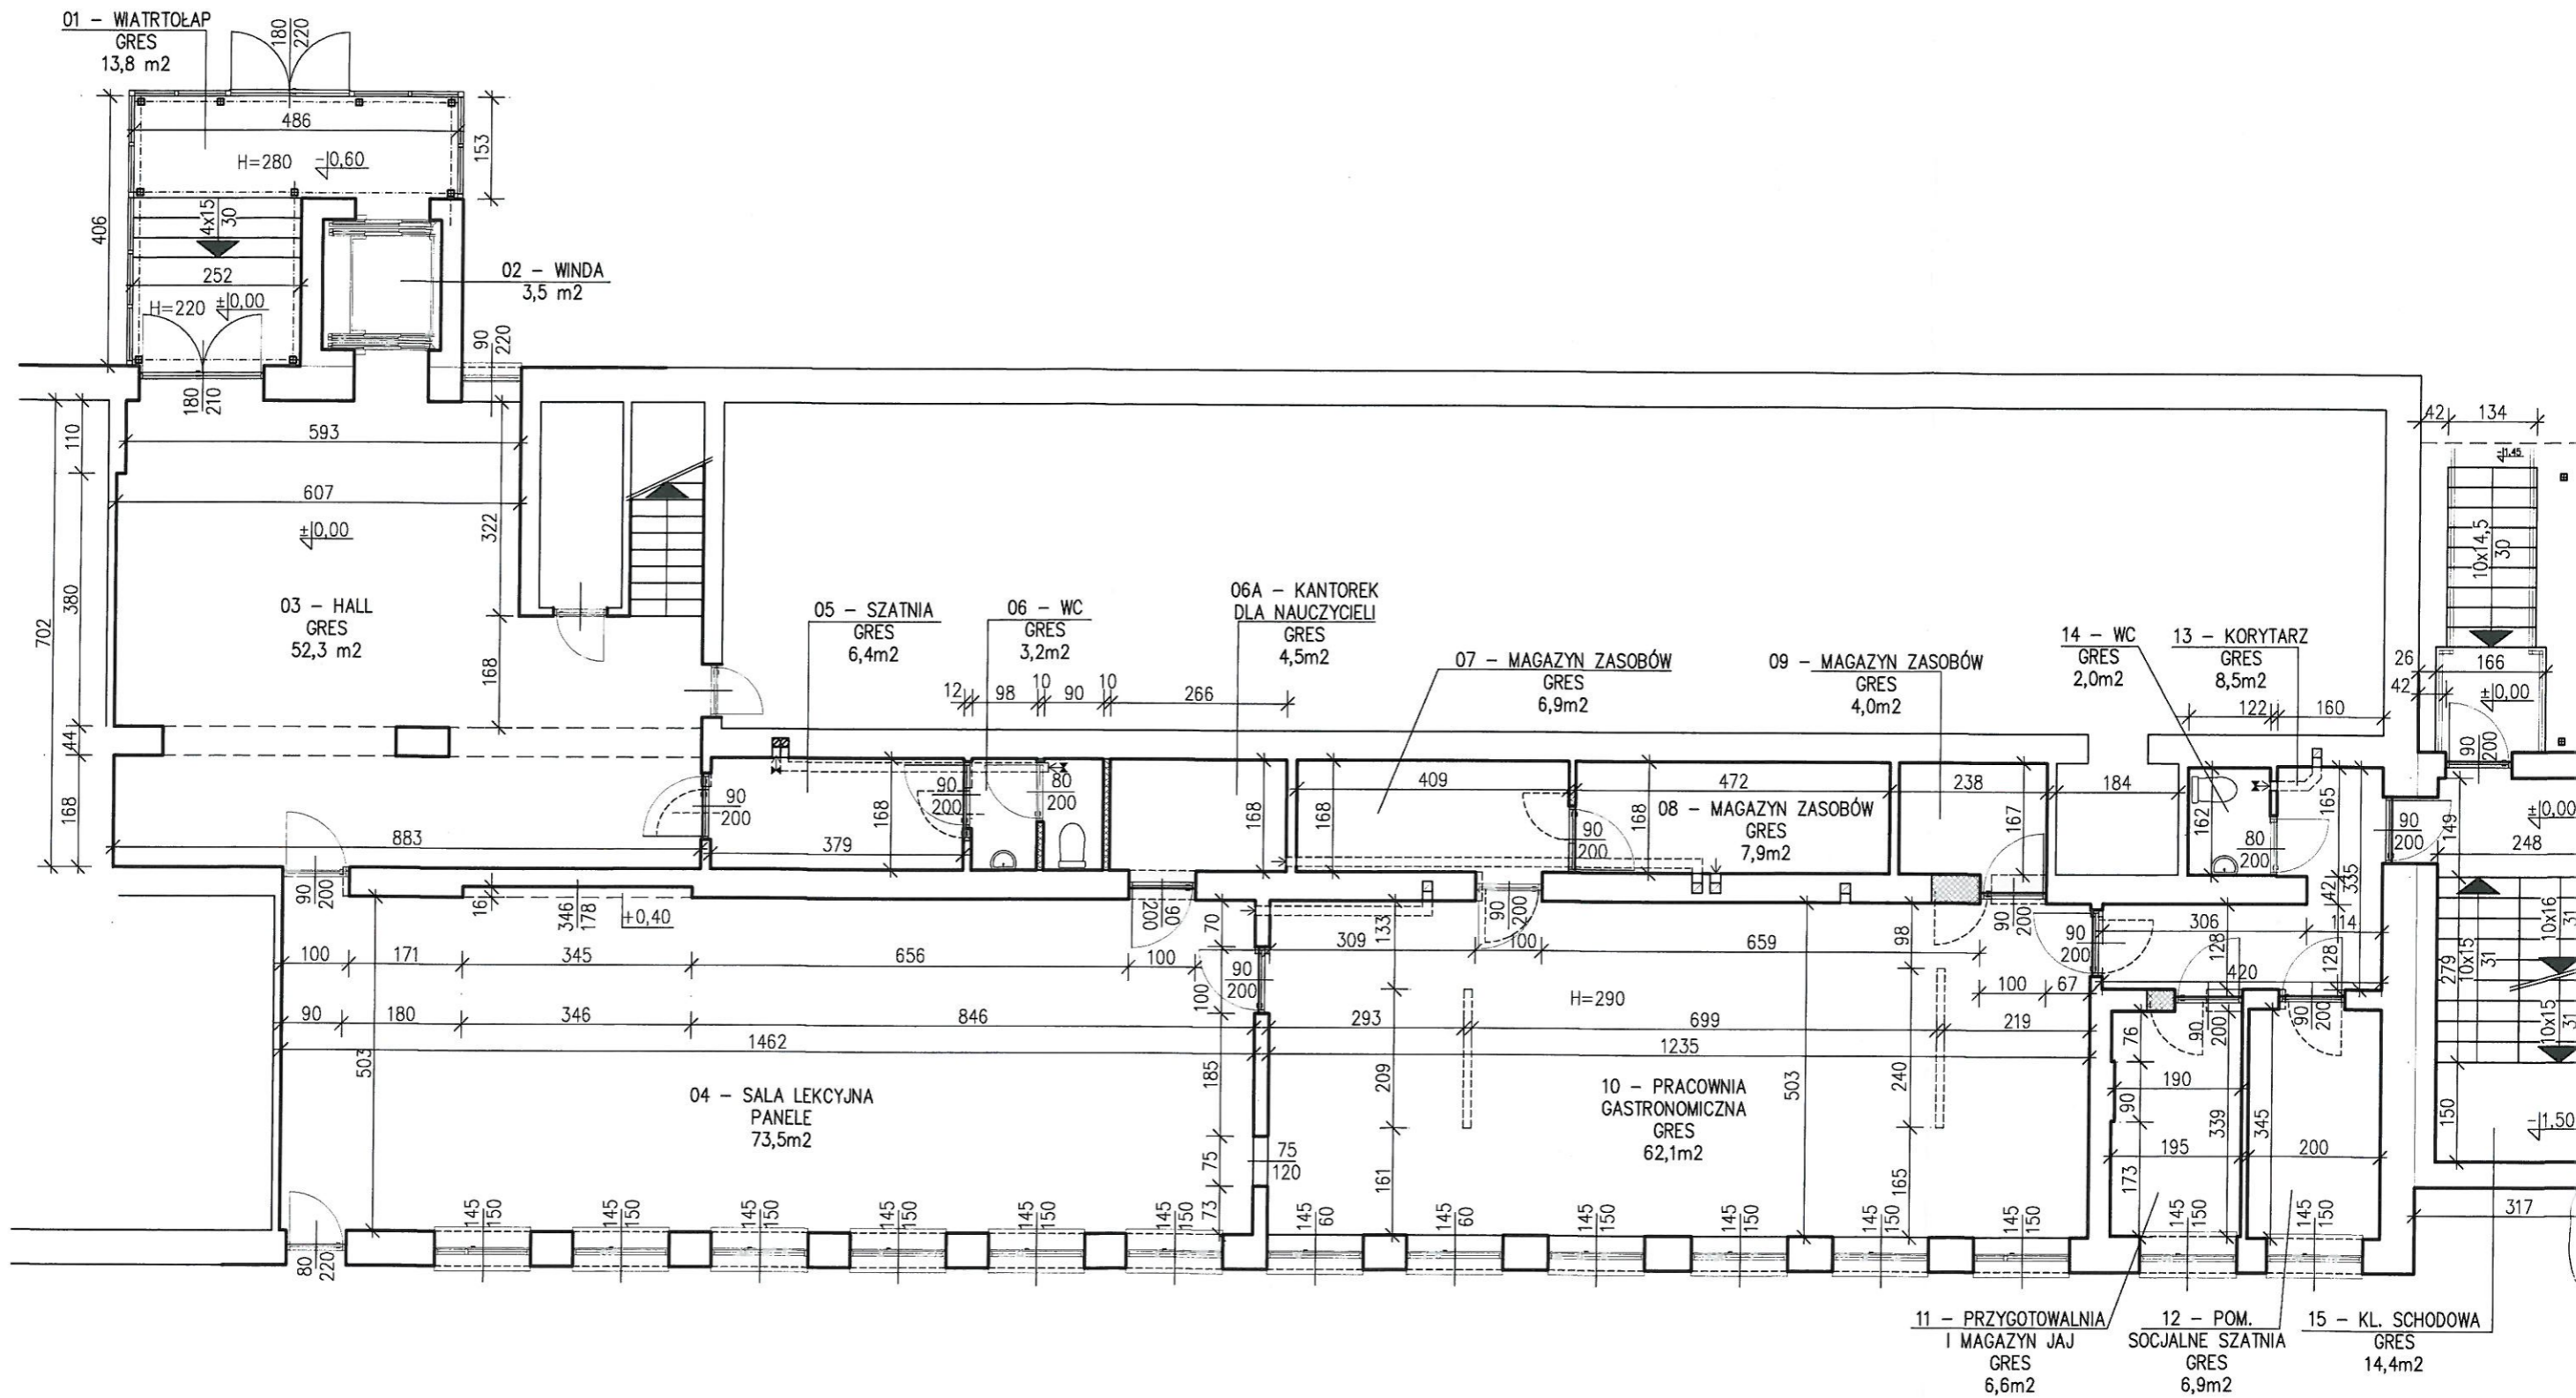 01 – WIATRTOŁAP
GRES
13,8 m2
180
220
486
153
H=280
-0,60
406
4x15
30
252
H=220
±0,00
02 – WINDA
3,5 m2
90
220
180
210
593
110
607
±0,00
322
380
702
03 – HALL
GRES
52,3 m2
168
44
168
883
05 – SZATNIA
GRES
6,4m2
06 – WC
GRES
3,2m2
06A – KANTOREK
DLA NAUCZYCIELI
GRES
4,5m2
07 – MAGAZYN ZASOBÓW
GRES
6,9m2
09 – MAGAZYN ZASOBÓW
GRES
4,0m2
14 – WC
GRES
2,0m2
13 – KORYTARZ
GRES
8,5m2
12
98
10
90
10
266
122
160
42
134
-1,45
10x14,5
30
26
166
42
±0,00
90
200
90
200
379
168
90
200
80
200
168
168
409
90
200
472
168
08 – MAGAZYN ZASOBÓW
GRES
7,9m2
238
167
184
162
80
200
165
335
42
149
90
200
±0,00
248
90
200
16
346
178
+0,40
90
200
70
100
171
345
656
100
90
200
100
309
133
90
200
100
659
98
90
200
100
67
90
200
306
114
128
128
420
279
10x15
31
10x16
31
10x15
31
90
180
346
846
293
H=290
699
219
1462
1235
503
185
209
503
240
04 – SALA LEKCYJNA
PANELE
73,5m2
10 – PRACOWNIA
GASTRONOMICZNA
GRES
62,1m2
75
75
120
73
161
165
76
90
200
90
200
190
90
339
345
195
200
173
150
-1,50
317
80
220
145
150
145
150
145
150
145
150
145
150
145
150
145
60
145
60
145
150
145
150
145
150
145
150
145
150
145
150
11 – PRZYGOTOWALNIA
I MAGAZYN JAJ
GRES
6,6m2
12 – POM.
SOCJALNE SZATNIA
GRES
6,9m2
15 – KL. SCHODOWA
GRES
14,4m2